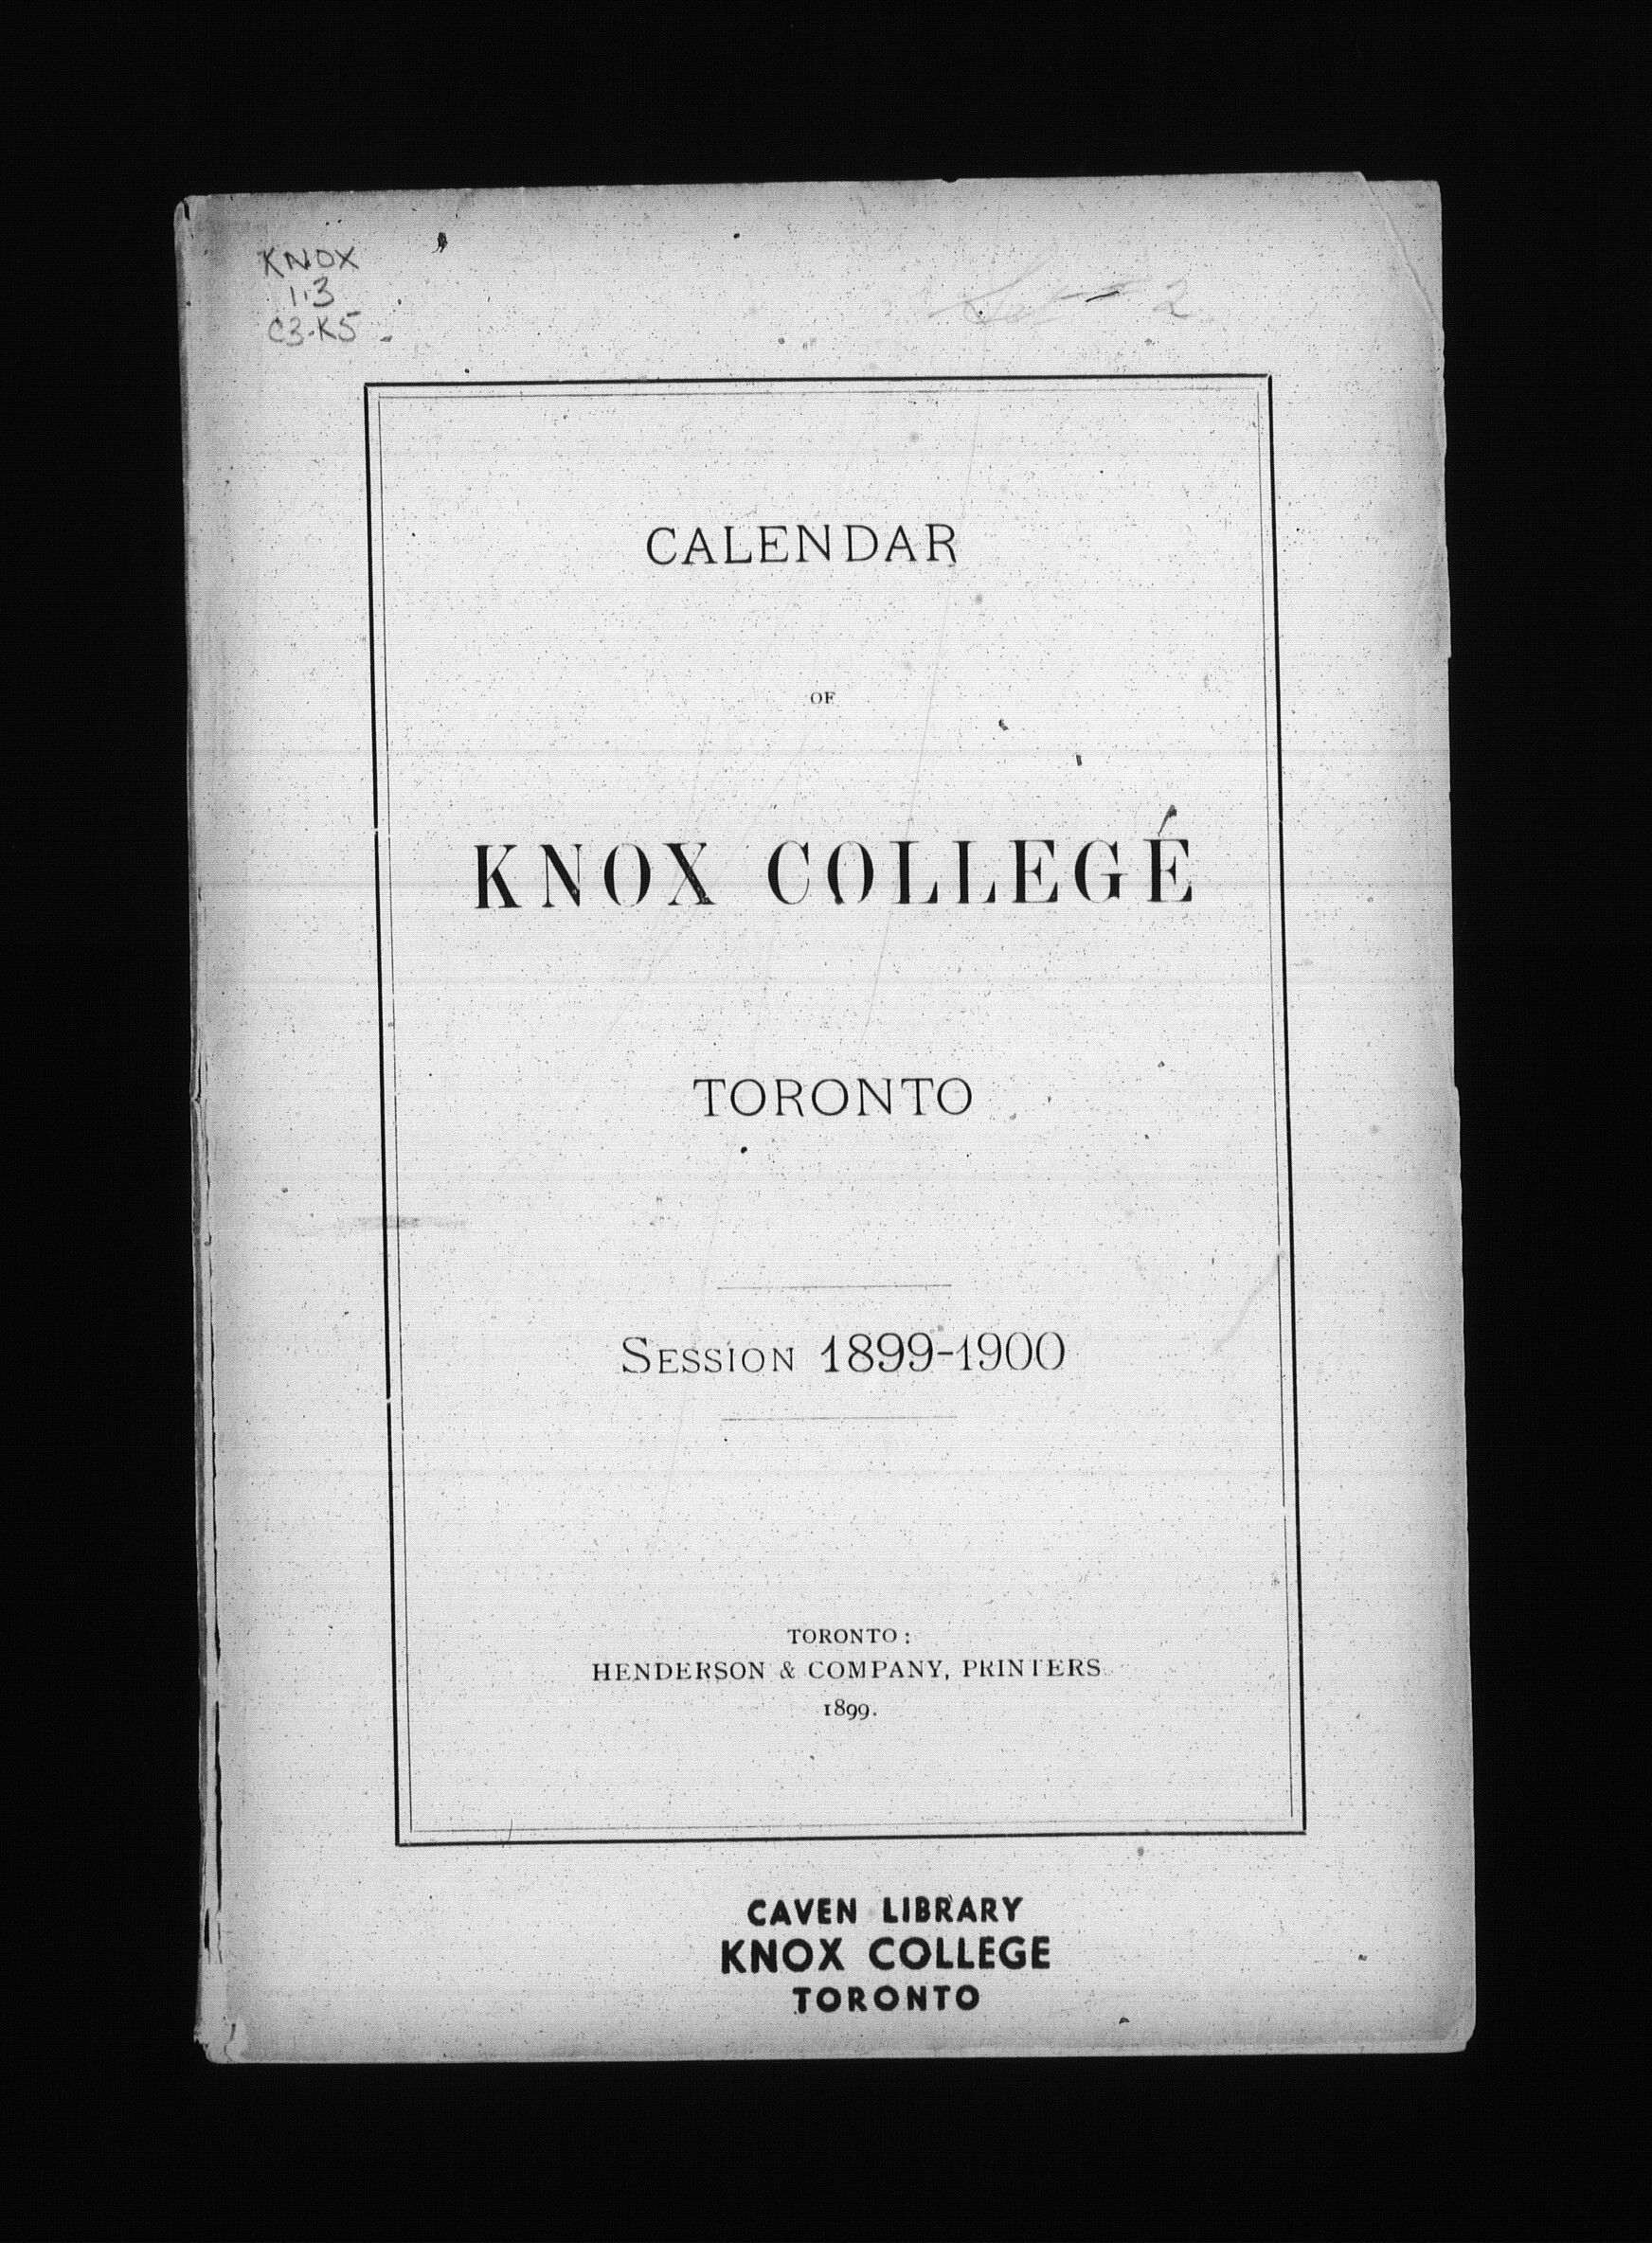 KNOX
1.3
C3.K5
2
CALENDAR
OF
KNOX COLLEGE
TORONTO
SESSION 1899-1900
TORONTO:
HENDERSON & COMPANY, PRINTERS
1899.
CAVEN LIBRARY
KNOX COLLEGE
TORONTO